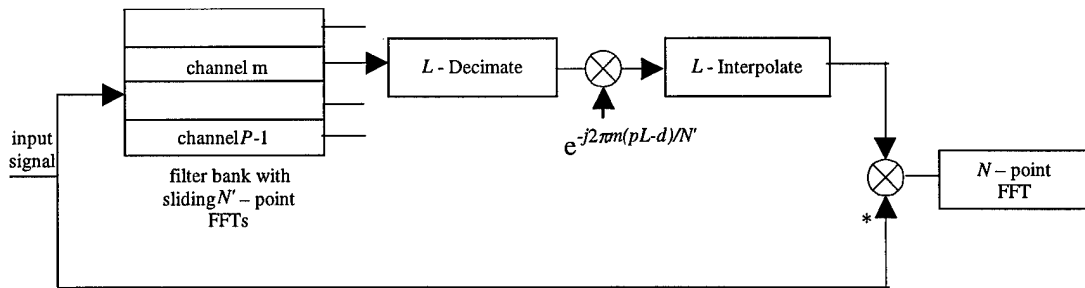 channel m
channel P-1
input
signal
filter bank with
sliding N' – point
FFTs
L - Decimate
e^{-j2πm(pL-d)/N'}
L - Interpolate
*
N – point
FFT